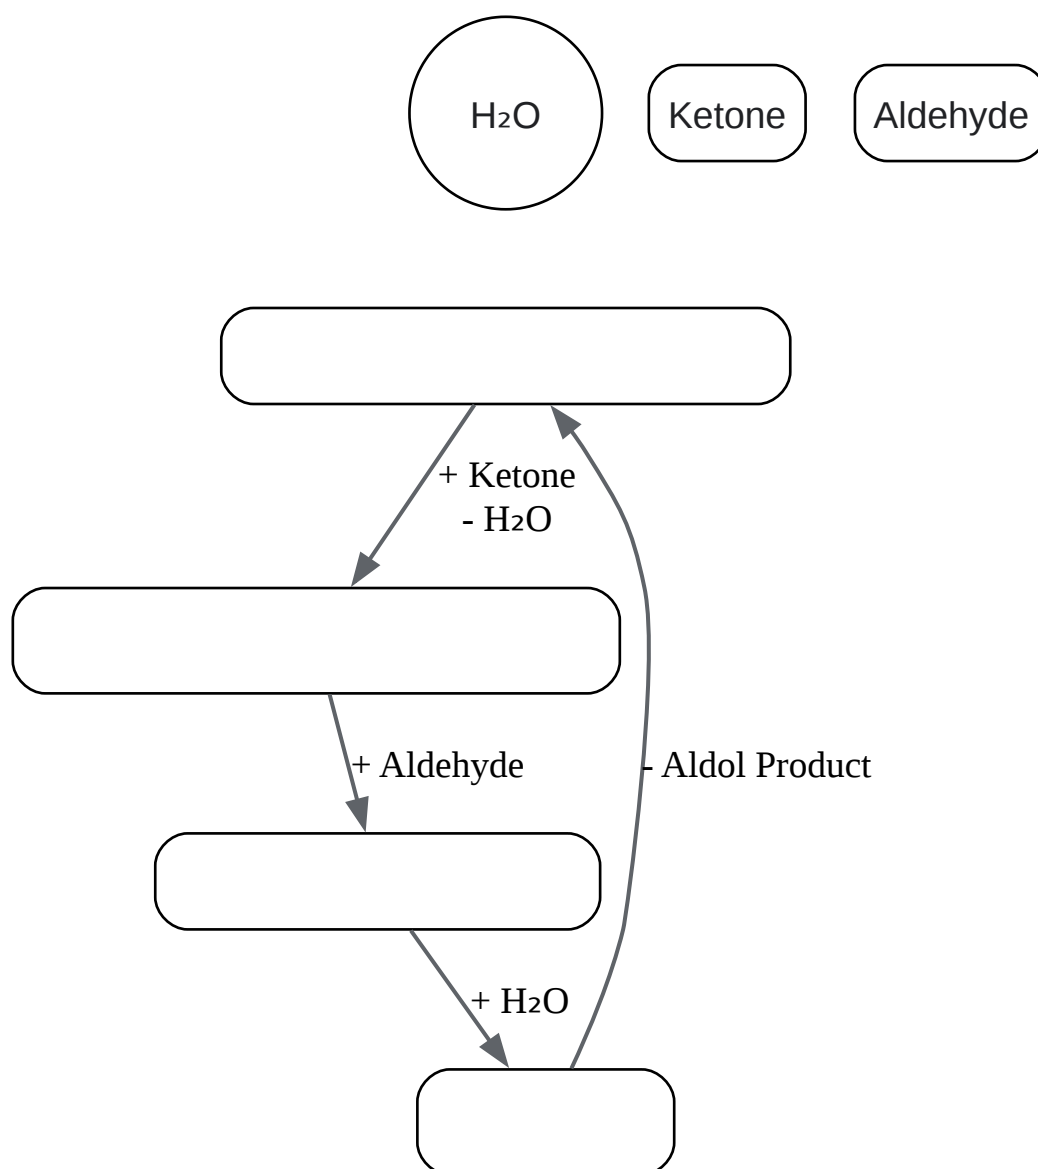 H₂O
Ketone
Aldehyde
+ Ketone
- H₂O
+ Aldehyde
- Aldol Product
+ H₂O